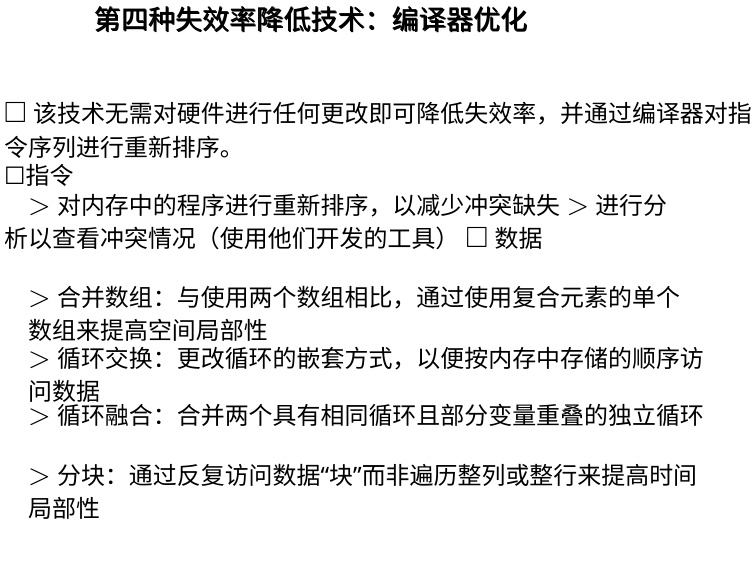 第四种失效率降低技术：编译器优化
□ 该技术无需对硬件进行任何更改即可降低失效率，并通过编译器对指
令序列进行重新排序。
□指令
> 对内存中的程序进行重新排序，以减少冲突缺失 > 进行分
析以查看冲突情况（使用他们开发的工具） □ 数据
> 合并数组：与使用两个数组相比，通过使用复合元素的单个
数组来提高空间局部性
> 循环交换：更改循环的嵌套方式，以便按内存中存储的顺序访
问数据
> 循环融合：合并两个具有相同循环且部分变量重叠的独立循环
> 分块：通过反复访问数据“块”而非遍历整列或整行来提高时间
局部性